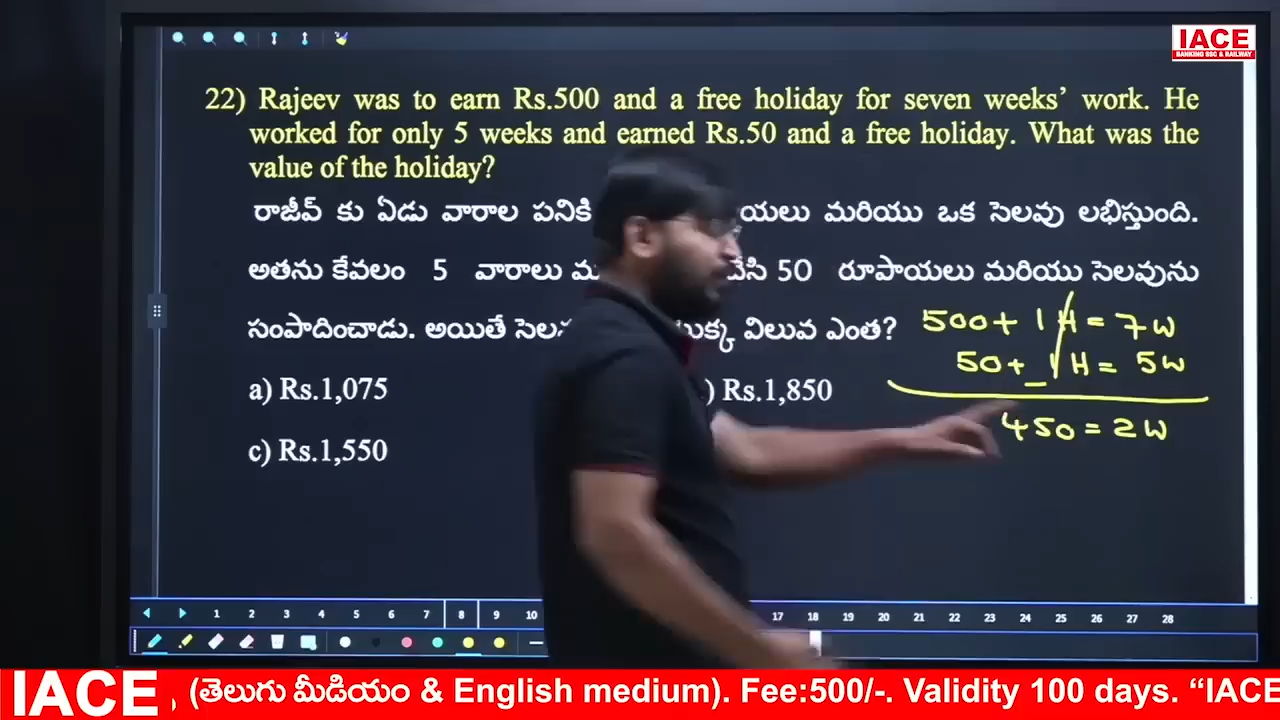 IACE
BANKING SSC & RAILWAY
22) Rajeev was to earn Rs.500 and a free holiday for seven weeks’ work. He
worked for only 5 weeks and earned Rs.50 and a free holiday. What was the
value of the holiday?
రాజీవ్ కు ఏడు వారాల పనికి యలు మరియు ఒక సెలవు లభిస్తుంది.
అతను కేవలం 5 వారాలు 50 రూపాయలు మరియు సెలవును
సంపాదించాడు. అయితే విలువ ఎంత?
500+ 1H = 7W
50+ 1H = 5W
450 = 2W
a) Rs.1,075
) Rs.1,850
c) Rs.1,550
1 2 3 4 5 6 7 8 9 10 17 18 19 20 21 22 23 24 25 26 27 28
IACE , (తెలుగు మీడియం & English medium). Fee:500/-. Validity 100 days. “IACE